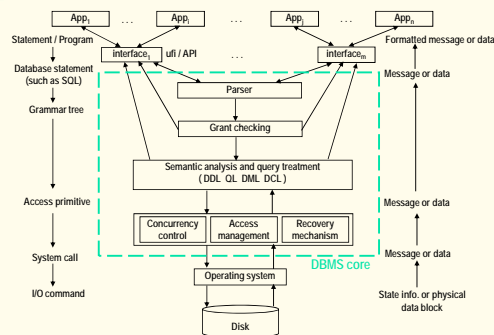 App1 ... Appi ... Appj ... Appn
Statement / Program
Formatted message or data
interface1 ufi / API ... interfacem
Database statement
(such as SQL)
Message or data
Parser
Grammar tree
Grant checking
Semantic analysis and query treatment
(DDL QL DML DCL)
Access primitive
Message or data
Concurrency
control
Access
management
Recovery
mechanism
System call
Message or data
DBMS core
Operating system
I/O command
State info. or physical
data block
Disk